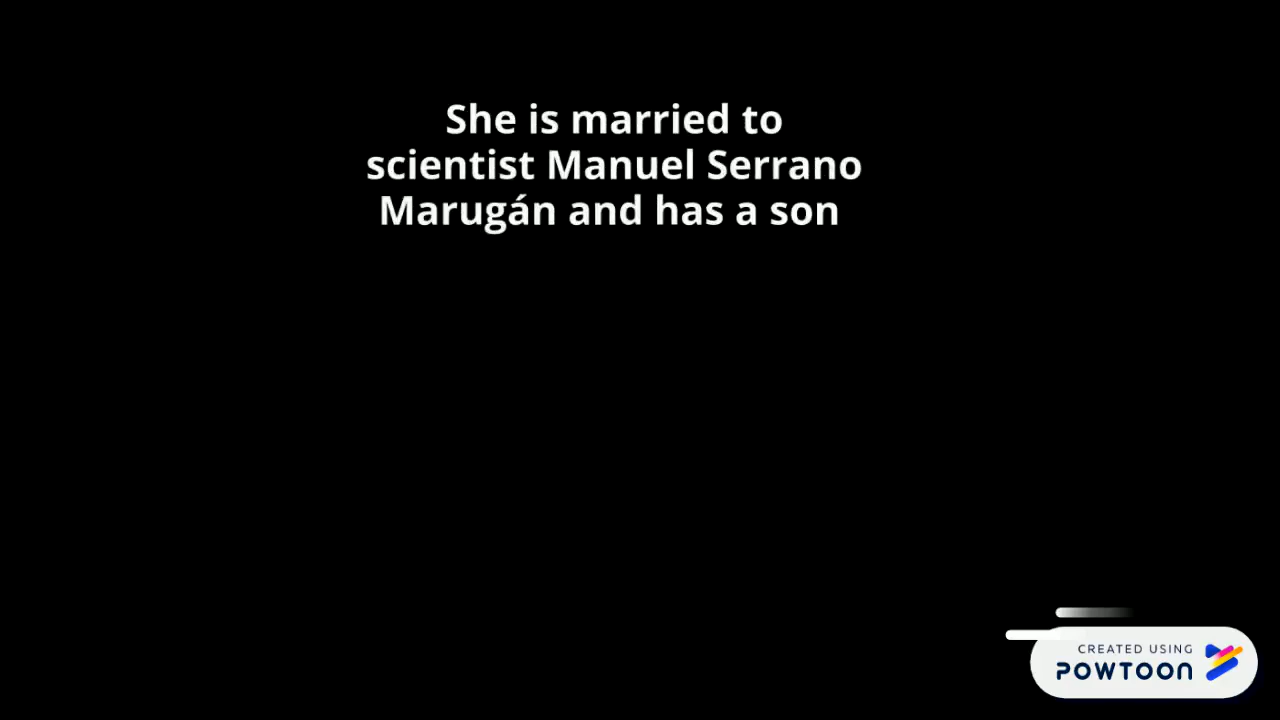 She is married to
scientist Manuel Serrano
Marugán and has a son
CREATED USING
POWTOON